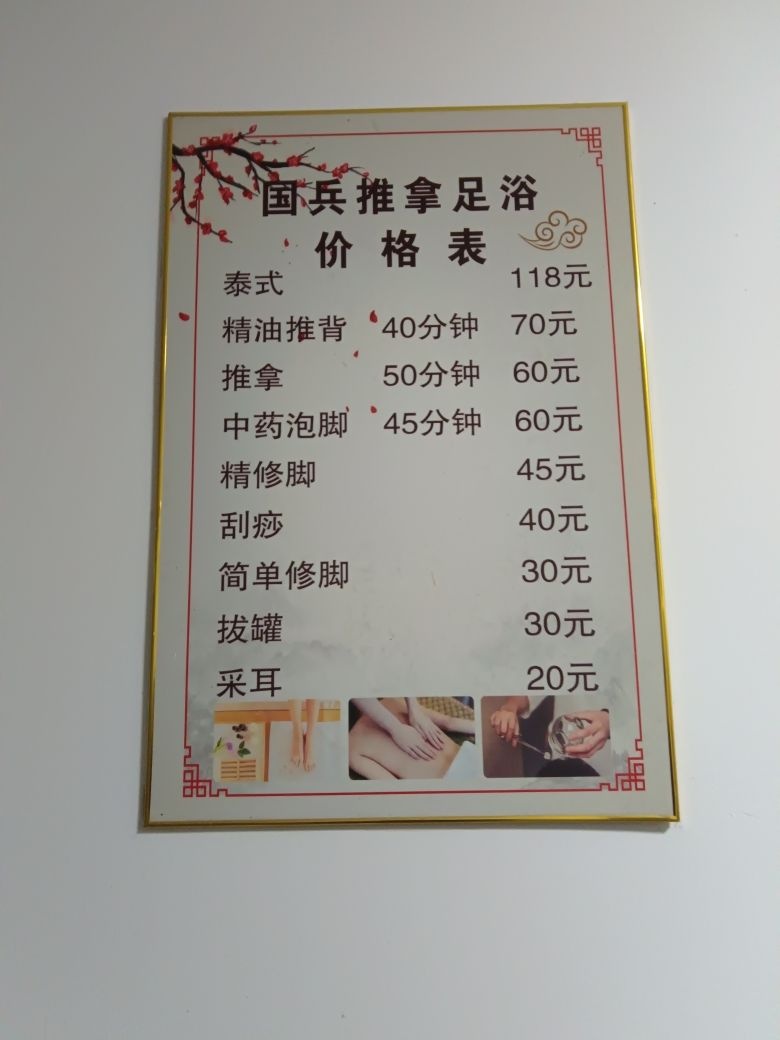 国兵推拿足浴
价格表
泰式 118元
精油推背 40分钟 70元
推拿 50分钟 60元
中药泡脚 45分钟 60元
精修脚 45元
刮痧 40元
简单修脚 30元
拔罐 30元
采耳 20元